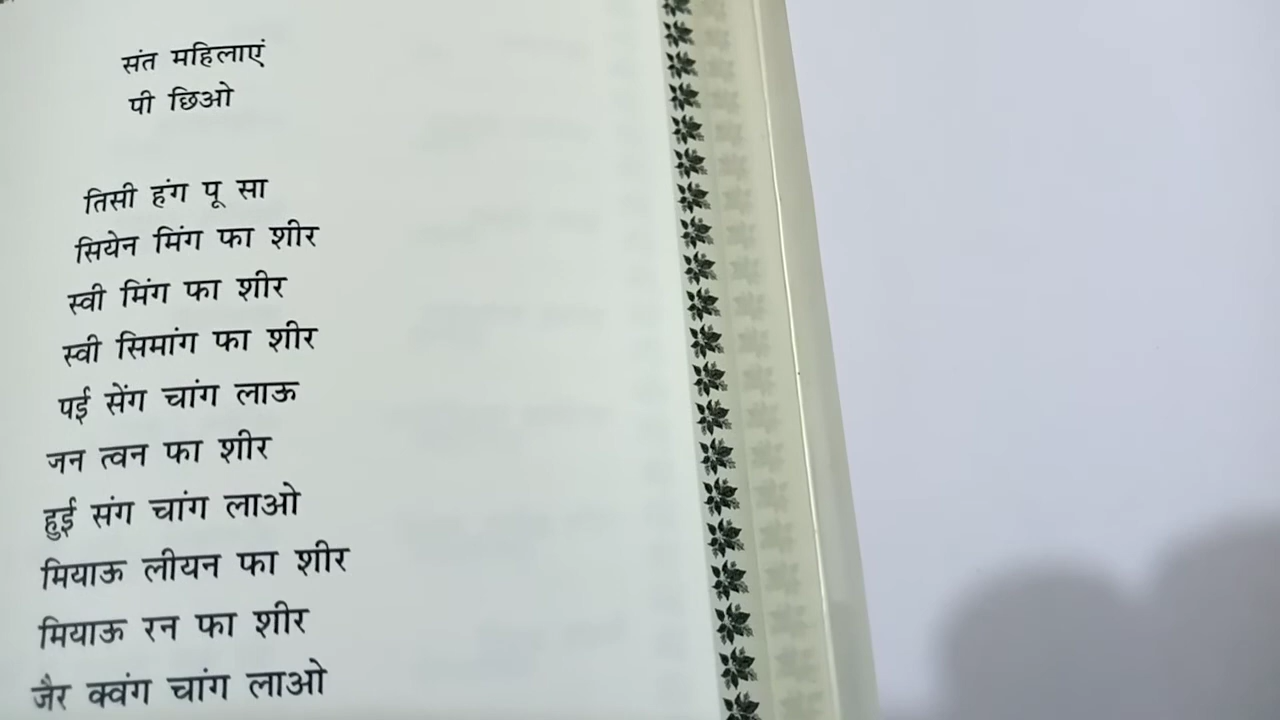 संत महिलाएं
पी छिओ
तिसी हंग पू सा
सियेन मिंग फा शीर
स्वी मिंग फा शीर
स्वी सिमांग फा शीर
पई सेंग चांग लाऊ
जन त्वन फा शीर
हुई संग चांग लाओ
मियाऊ लीयन फा शीर
मियाऊ रन फा शीर
जैर क्वंग चांग लाओ